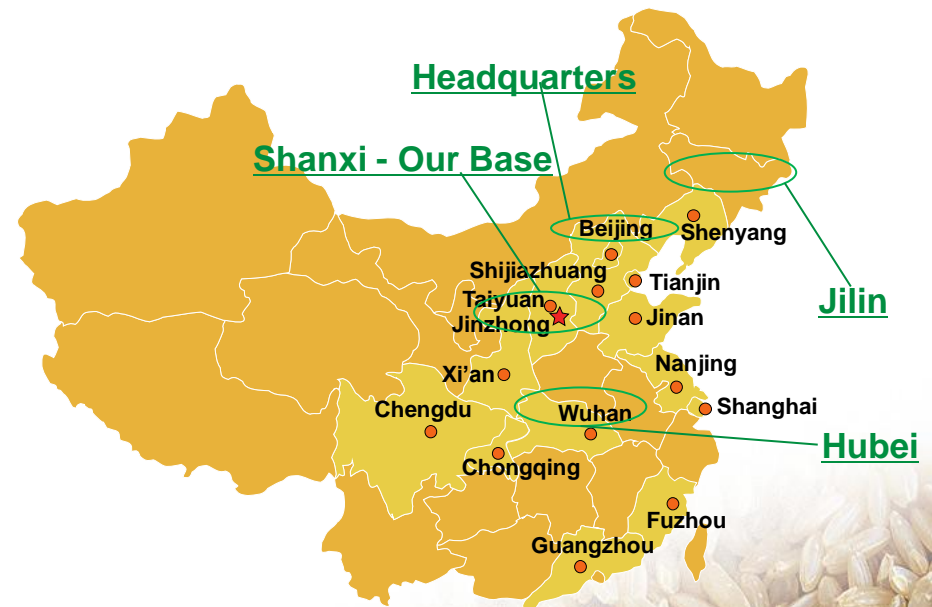 Headquarters
Shanxi - Our Base
Beijing
Shenyang
Shijiazhuang
Tianjin
Taiyuan
Jilin
Jinzhong
Jinan
Nanjing
Xi’an
Chengdu
Wuhan
Shanghai
Hubei
Chongqing
Fuzhou
Guangzhou